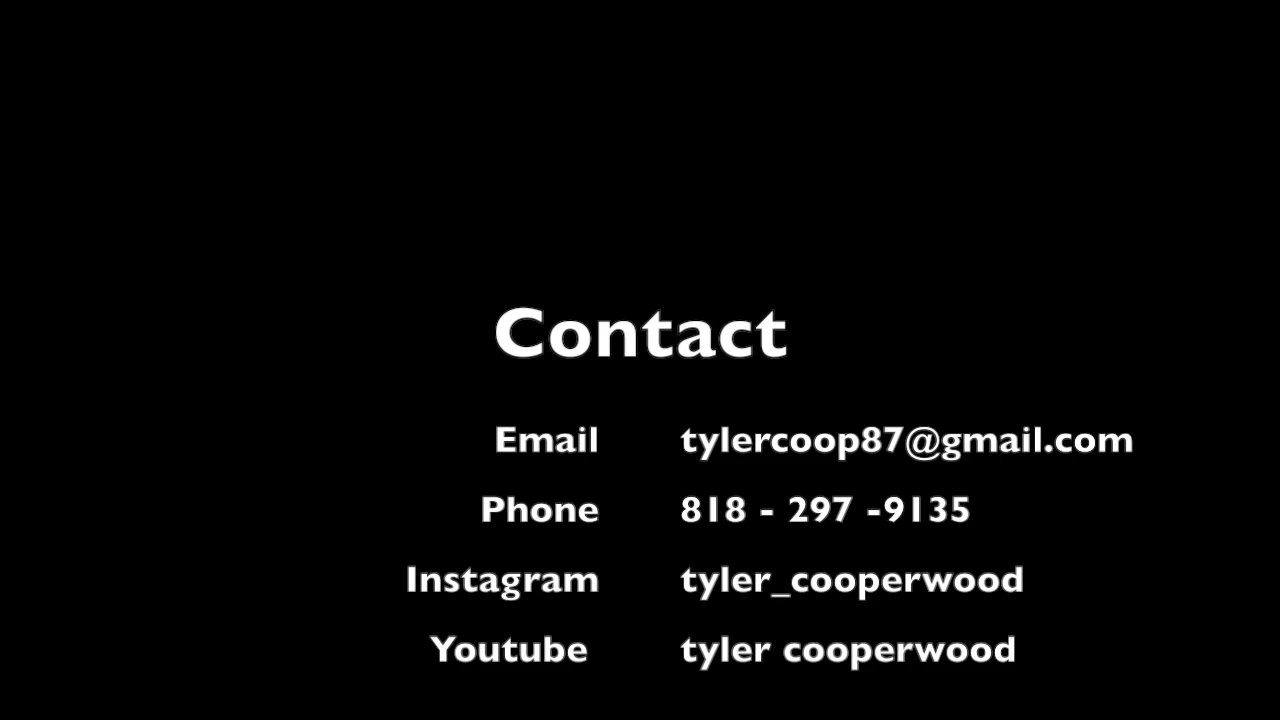 Contact
Email tylercoop87@gmail.com
Phone 818 - 297 -9135
Instagram tyler_cooperwood
Youtube tyler cooperwood